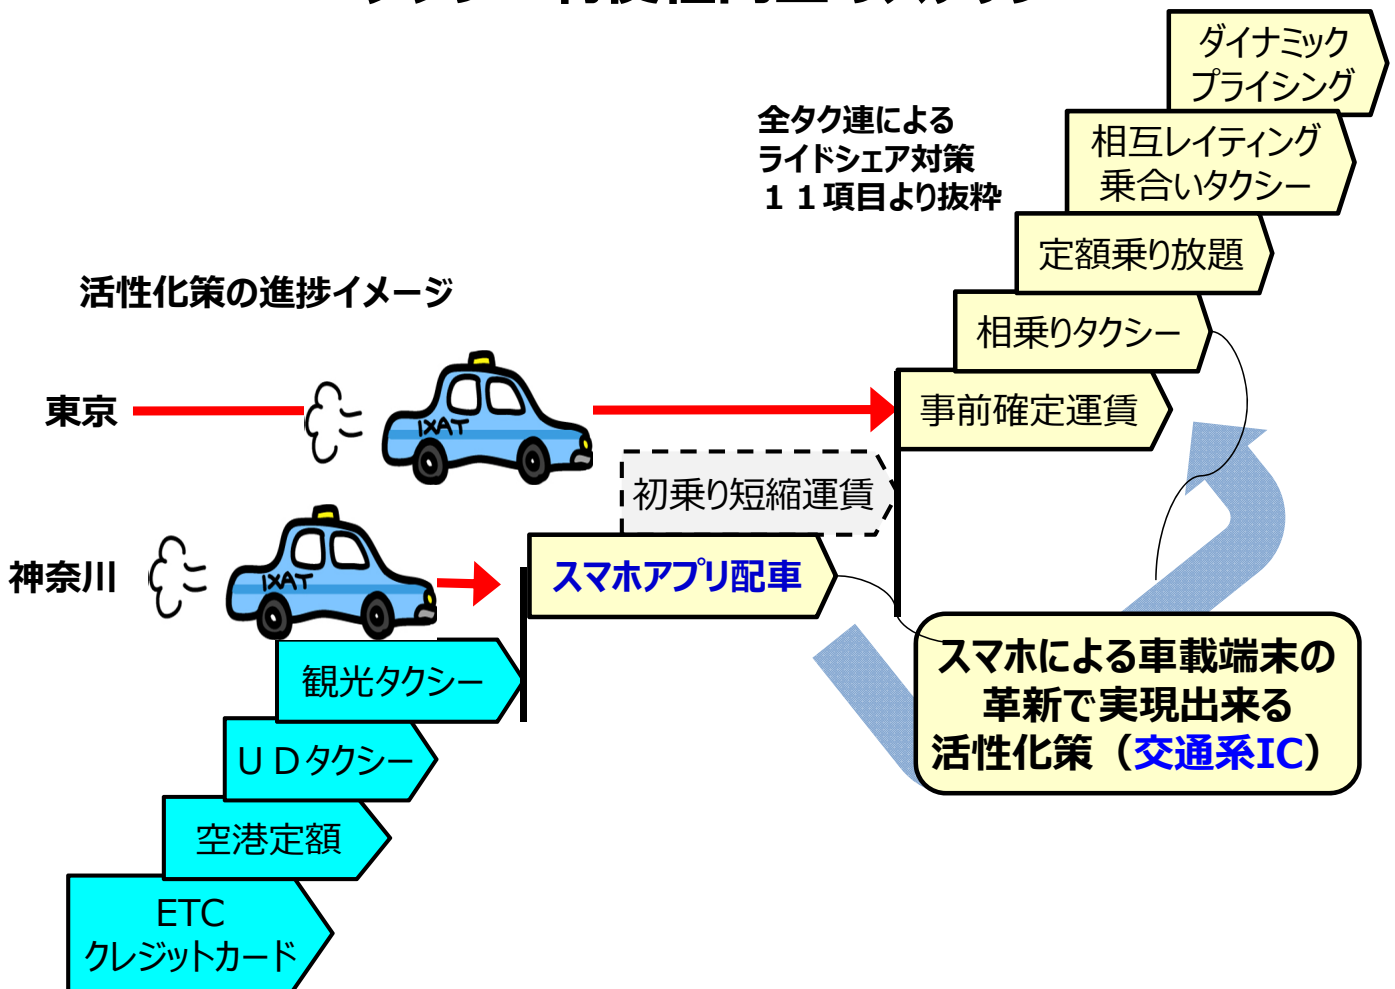 ダイナミック
プライシング
全タク連による
ライドシェア対策
１１項目より抜粋
相互レイティング
乗合いタクシー
定額乗り放題
活性化策の進捗イメージ
相乗りタクシー
東京
IXAT
事前確定運賃
初乗り短縮運賃
神奈川
IXAT
スマホアプリ配車
観光タクシー
スマホによる車載端末の
革新で実現出来る
活性化策（交通系IC）
ＵＤタクシー
空港定額
ETC
クレジットカード